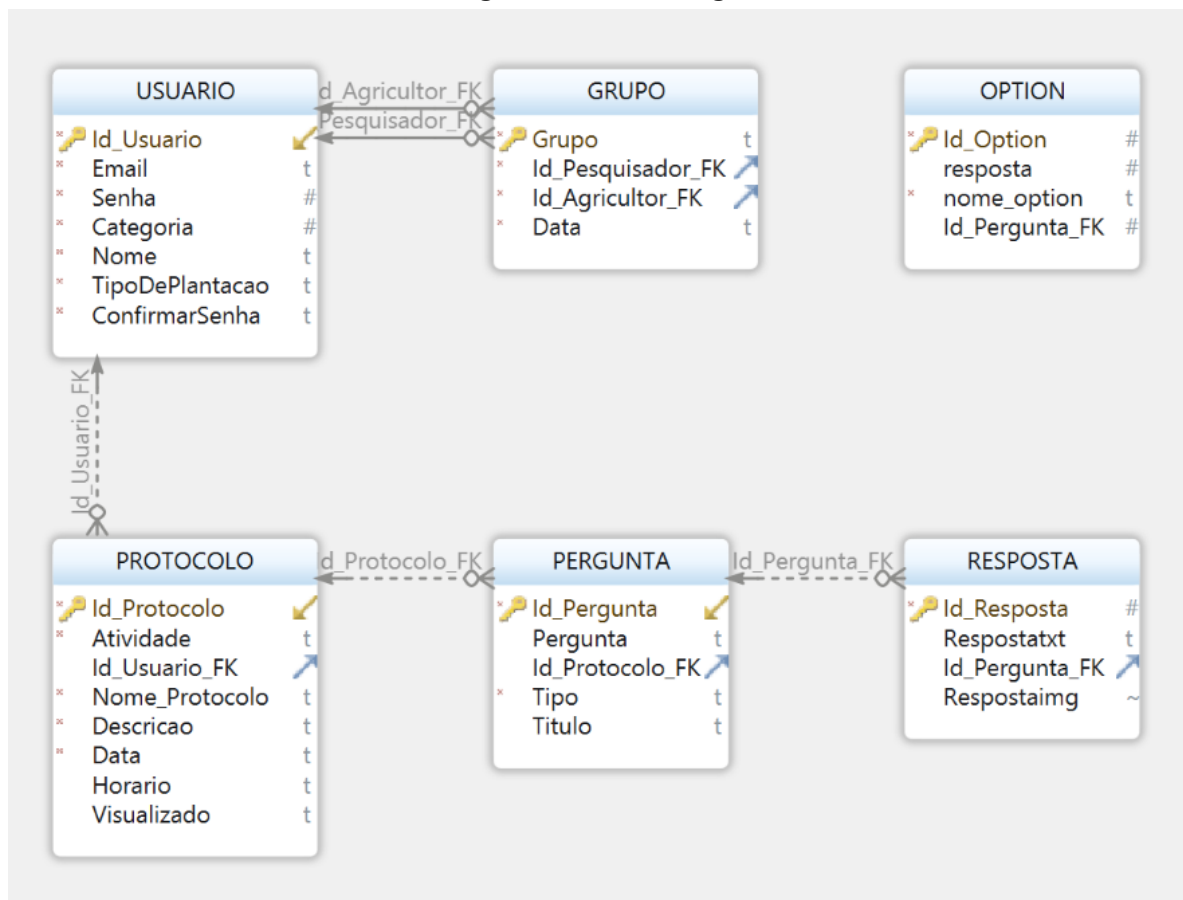 USUARIO
Id_Usuario
Email t
Senha #
Categoria #
Nome t
TipoDePlantacao t
ConfirmarSenha t
d_Agricultor_FK
Pesquisador_FK
GRUPO
Grupo t
Id_Pesquisador_FK
Id_Agricultor_FK
Data t
OPTION
Id_Option #
resposta #
nome_option t
Id_Pergunta_FK #
Id_Usuario_FK
PROTOCOLO
Id_Protocolo
Atividade t
Id_Usuario_FK
Nome_Protocolo t
Descricao t
Data t
Horario t
Visualizado t
d_Protocolo_FK
PERGUNTA
Id_Pergunta
Pergunta t
Id_Protocolo_FK
Tipo t
Titulo t
Id_Pergunta_FK
RESPOSTA
Id_Resposta #
Respostatxt t
Id_Pergunta_FK
Respostaimg ~